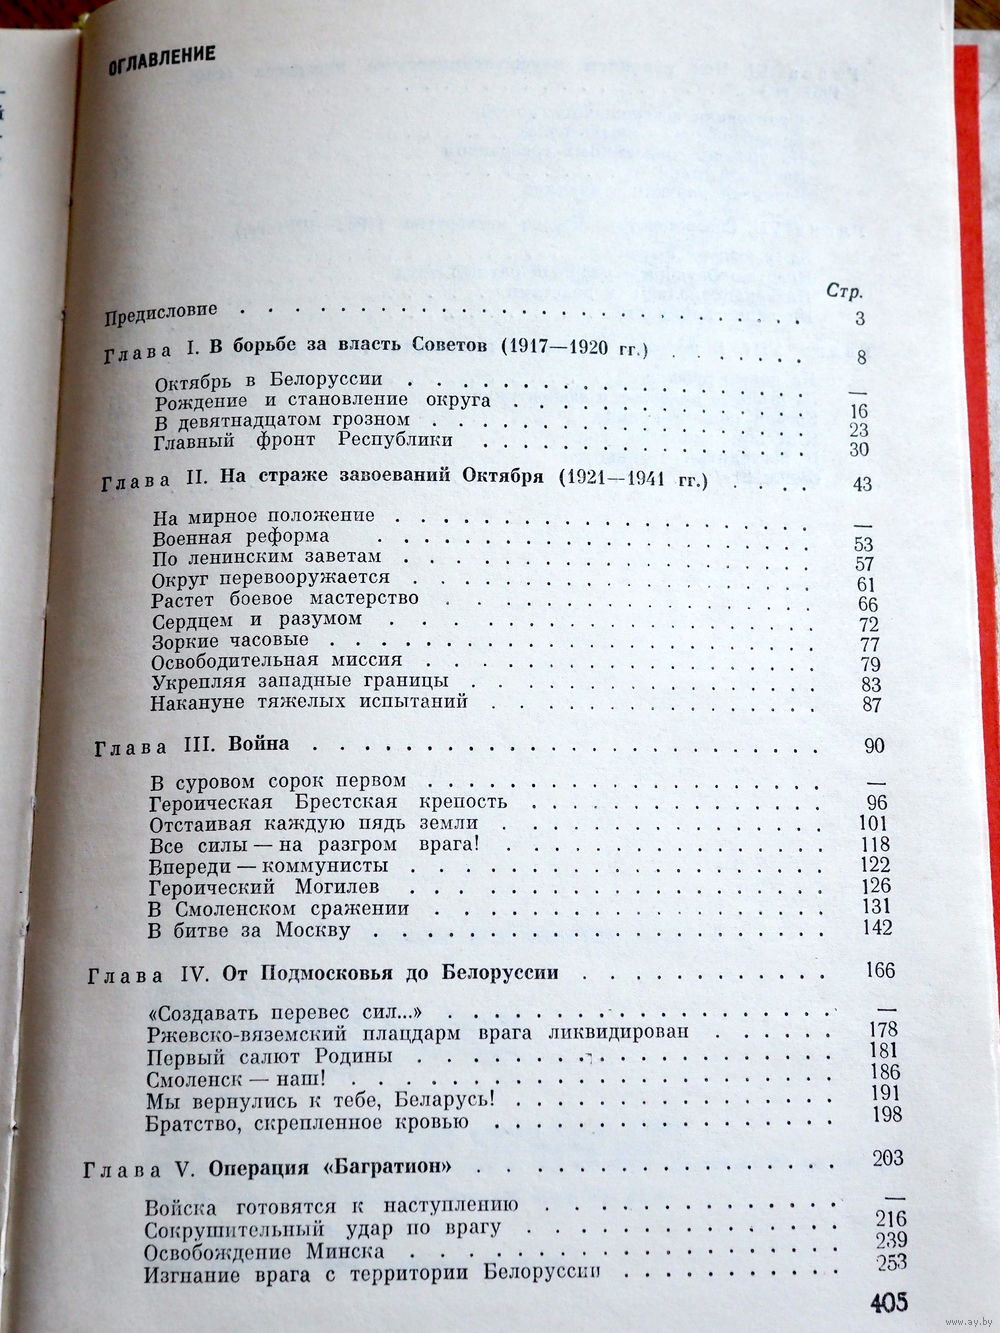 ОГЛАВЛЕНИЕ
Стр.
Предисловие . . . . . . . . . . . . . . . . . . . . . . . 3
Глава I. В борьбе за власть Советов (1917—1920 гг.) . . . . . . . 8
Октябрь в Белоруссии . . . . . . . . . . . . . . . . —
Рождение и становление округа . . . . . . . . . . . . 16
В девятнадцатом грозном . . . . . . . . . . . . . . . 23
Главный фронт Республики . . . . . . . . . . . . . . 30
Глава II. На страже завоеваний Октября (1921—1941 гг.) . . . . 43
На мирное положение . . . . . . . . . . . . . . . . —
Военная реформа . . . . . . . . . . . . . . . . . 53
По ленинским заветам . . . . . . . . . . . . . . . . 57
Округ перевооружается . . . . . . . . . . . . . . . 61
Растет боевое мастерство . . . . . . . . . . . . . . 66
Сердцем и разумом . . . . . . . . . . . . . . . . 72
Зоркие часовые . . . . . . . . . . . . . . . . . . 77
Освободительная миссия . . . . . . . . . . . . . . . 79
Укрепляя западные границы . . . . . . . . . . . . . 83
Накануне тяжелых испытаний . . . . . . . . . . . . 87
Глава III. Война . . . . . . . . . . . . . . . . . . . . 90
В суровом сорок первом . . . . . . . . . . . . . . . —
Героическая Брестская крепость . . . . . . . . . . . 96
Отстаивая каждую пядь земли . . . . . . . . . . . . 101
Все силы — на разгром врага! . . . . . . . . . . . . 118
Впереди — коммунисты . . . . . . . . . . . . . . . . 122
Героический Могилев . . . . . . . . . . . . . . . . 126
В Смоленском сражении . . . . . . . . . . . . . . . 131
В битве за Москву . . . . . . . . . . . . . . . . . 142
Глава IV. От Подмосковья до Белоруссии . . . . . . . . . . 166
«Создавать перевес сил...» . . . . . . . . . . . . . . —
Ржевско-вяземский плацдарм врага ликвидирован . . . . . . 178
Первый салют Родины . . . . . . . . . . . . . . . . 181
Смоленск — наш! . . . . . . . . . . . . . . . . . . 186
Мы вернулись к тебе, Беларусь! . . . . . . . . . . . . 191
Братство, скрепленное кровью . . . . . . . . . . . . . 198
Глава V. Операция «Багратион» . . . . . . . . . . . . . . 203
Войска готовятся к наступлению . . . . . . . . . . . —
Сокрушительный удар по врагу . . . . . . . . . . . . 216
Освобождение Минска . . . . . . . . . . . . . . . . 239
Изгнание врага с территории Белоруссии . . . . . . . . 253
405
www.ay.by